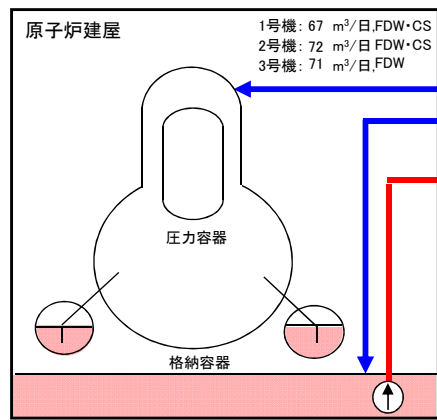 原子炉建屋
1号機: 67 m³/日,FDW・CS
2号機: 72 m³/日,FDW・CS
3号機: 71 m³/日,FDW
圧力容器
格納容器